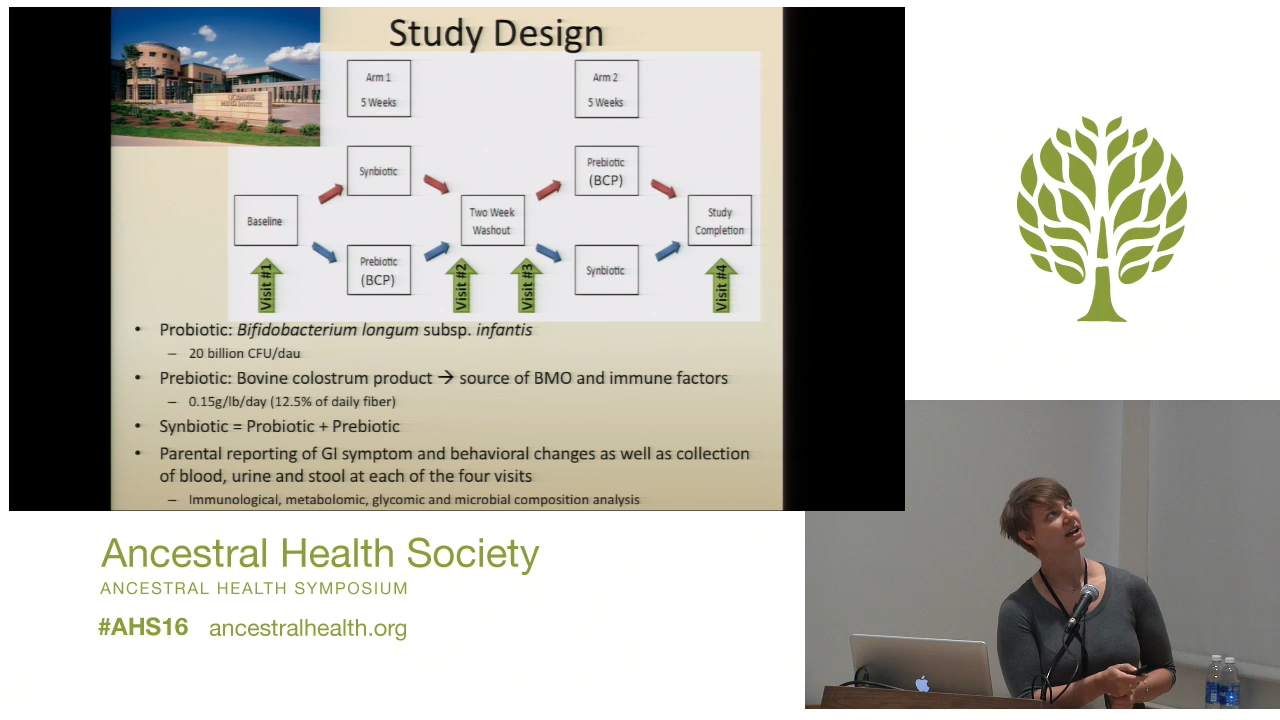 Study Design
Arm 1
5 Weeks
Arm 2
5 Weeks
Synbiotic
Prebiotic
(BCP)
Baseline
Two Week
Washout
Study
Completion
Prebiotic
(BCP)
Synbiotic
Visit #1
Visit #2
Visit #3
Visit #4
• Probiotic: Bifidobacterium longum subsp. infantis
– 20 billion CFU/dau
• Prebiotic: Bovine colostrum product → source of BMO and immune factors
– 0.15g/lb/day (12.5% of daily fiber)
• Synbiotic = Probiotic + Prebiotic
• Parental reporting of GI symptom and behavioral changes as well as collection
of blood, urine and stool at each of the four visits
– Immunological, metabolomic, glycomic and microbial composition analysis
Ancestral Health Society
ANCESTRAL HEALTH SYMPOSIUM
#AHS16 ancestralhealth.org